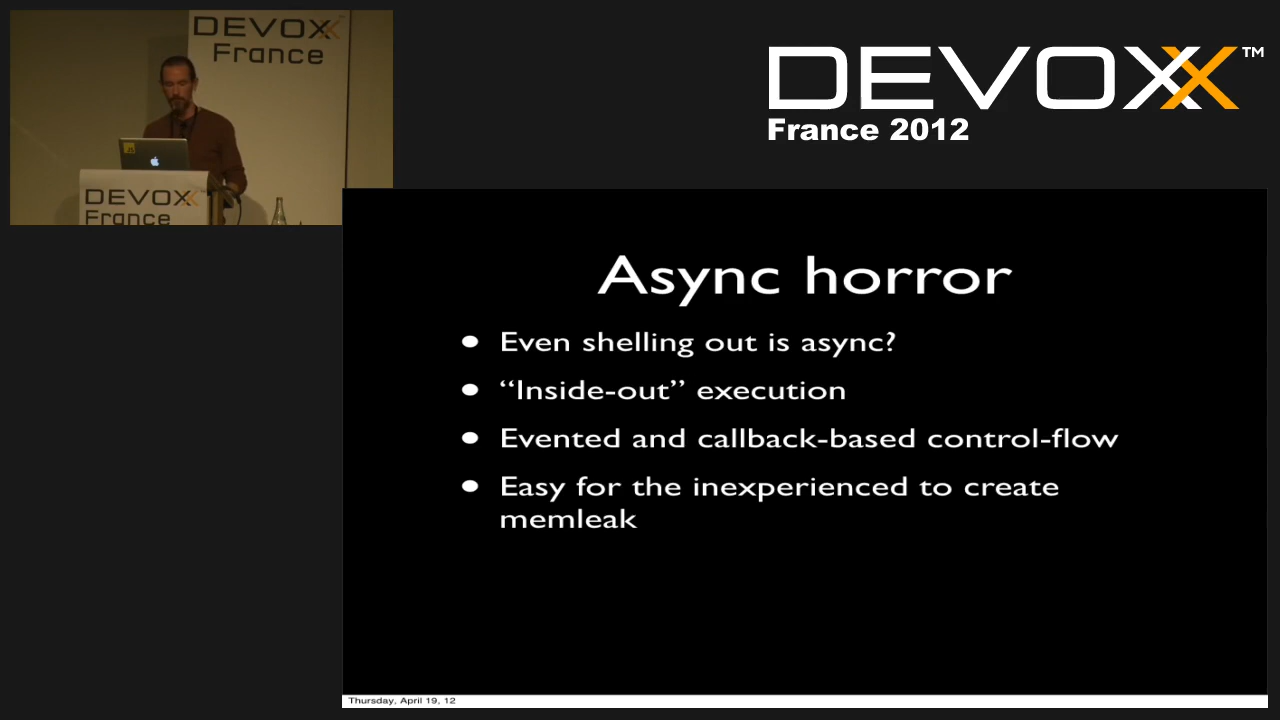 DEVOXX
France
JS
DEVOXX
France
DEVOXX™
France 2012
Async horror
Even shelling out is async?
“Inside-out” execution
Evented and callback-based control-flow
Easy for the inexperienced to create
memleak
Thursday, April 19, 12